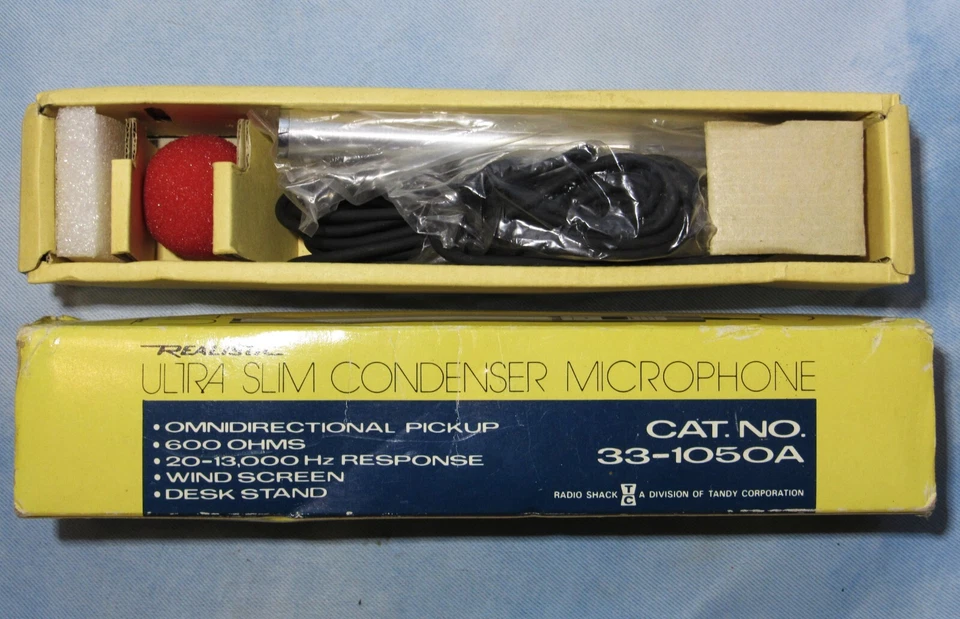 REALISTIC
ULTRA SLIM CONDENSER MICROPHONE
• OMNIDIRECTIONAL PICKUP
• 600 OHMS
• 20-13,000 Hz RESPONSE
• WIND SCREEN
• DESK STAND
CAT. NO.
33-1050A
RADIO SHACK TC A DIVISION OF TANDY CORPORATION